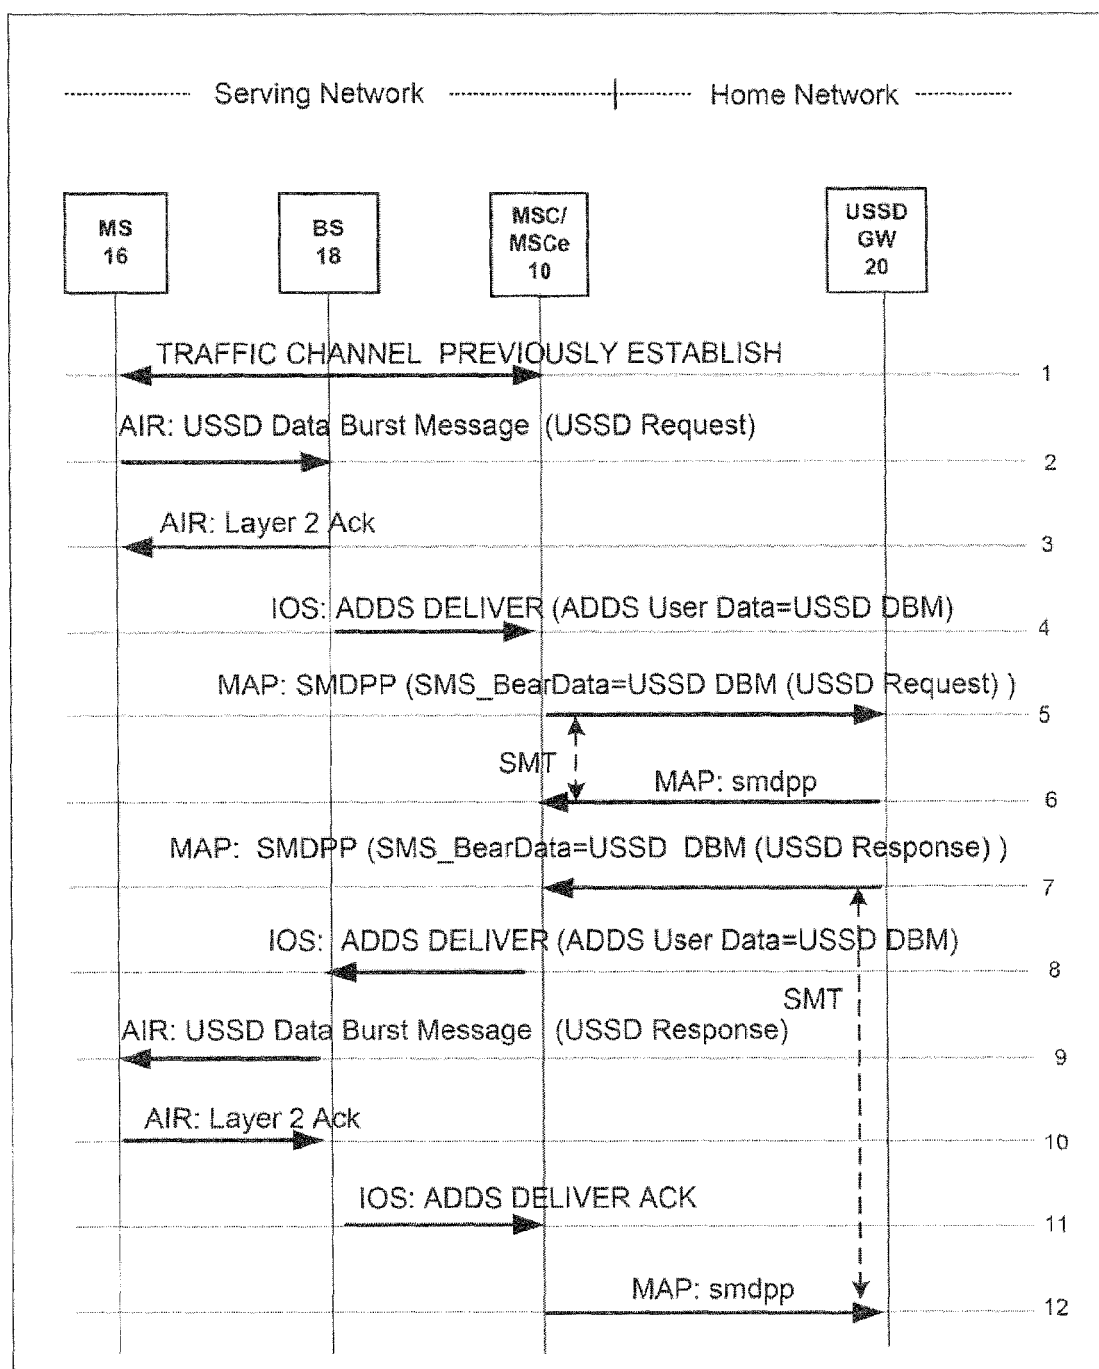 Serving Network
Home Network
MS
16
BS
18
MSC/
MSCe
10
USSD
GW
20
TRAFFIC CHANNEL PREVIOUSLY ESTABLISH
1
AIR: USSD Data Burst Message (USSD Request)
2
AIR: Layer 2 Ack
3
IOS: ADDS DELIVER (ADDS User Data=USSD DBM)
4
MAP: SMDPP (SMS_BearData=USSD DBM (USSD Request) )
5
SMT
MAP: smdpp
6
MAP: SMDPP (SMS_BearData=USSD DBM (USSD Response) )
7
IOS: ADDS DELIVER (ADDS User Data=USSD DBM)
8
SMT
AIR: USSD Data Burst Message (USSD Response)
9
AIR: Layer 2 Ack
10
IOS: ADDS DELIVER ACK
11
MAP: smdpp
12